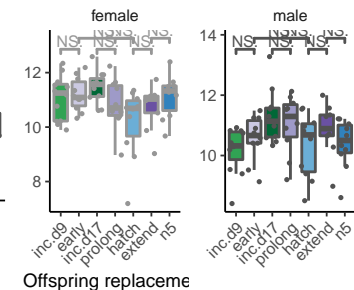 female male
NS. NS. NS. NS. NS. NS. NS.
14
12 12
10 10
8
inc.d9 early inc.d17 prolong hatch extend n5 inc.d9 early inc.d17 prolong hatch extend n5
Offspring replaceme